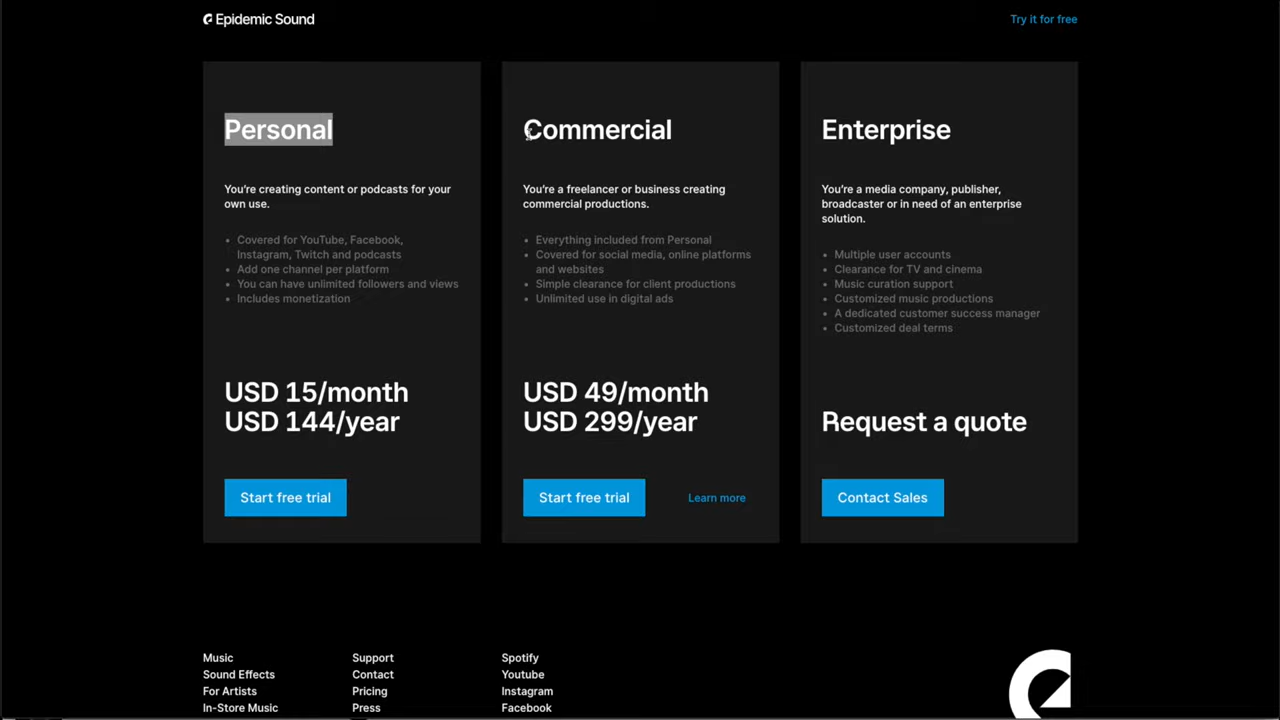 Epidemic Sound
Try it for free
Personal
You're creating content or podcasts for your
own use.
Covered for YouTube, Facebook,
Instagram, Twitch and podcasts
Add one channel per platform
You can have unlimited followers and views
Includes monetization
USD 15/month
USD 144/year
Start free trial
Commercial
You're a freelancer or business creating
commercial productions.
Everything included from Personal
Covered for social media, online platforms
and websites
Simple clearance for client productions
Unlimited use in digital ads
USD 49/month
USD 299/year
Start free trial
Learn more
Enterprise
You're a media company, publisher,
broadcaster or in need of an enterprise
solution.
Multiple user accounts
Clearance for TV and cinema
Music curation support
Customized music productions
A dedicated customer success manager
Customized deal terms
Request a quote
Contact Sales
Music
Sound Effects
For Artists
In-Store Music
Support
Contact
Pricing
Press
Spotify
Youtube
Instagram
Facebook